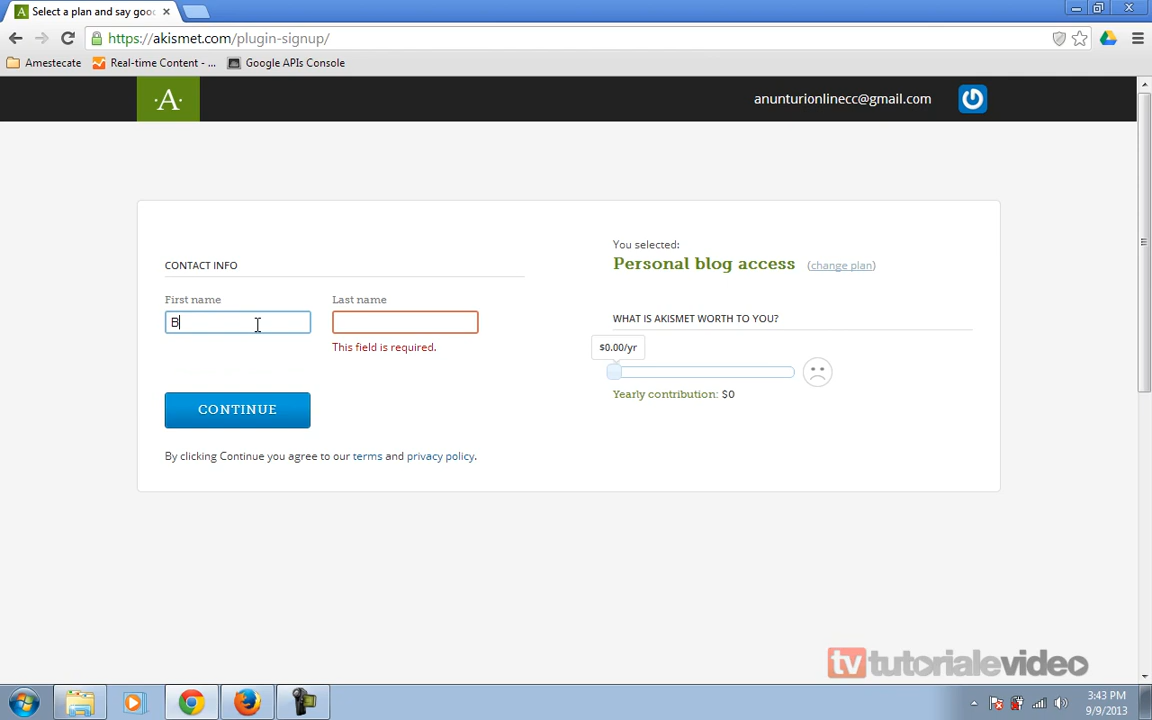 Select a plan and say good
https://akismet.com/plugin-signup/
Amestecate
Real-time Content - ...
Google APIs Console
A
anunturionlinecc@gmail.com
CONTACT INFO
First name
Last name
B
This field is required.
CONTINUE
By clicking Continue you agree to our terms and privacy policy.
You selected:
Personal blog access (change plan)
WHAT IS AKISMET WORTH TO YOU?
$0.00/yr
Yearly contribution: $0
tv tutorialevideo
3:43 PM
9/9/2013